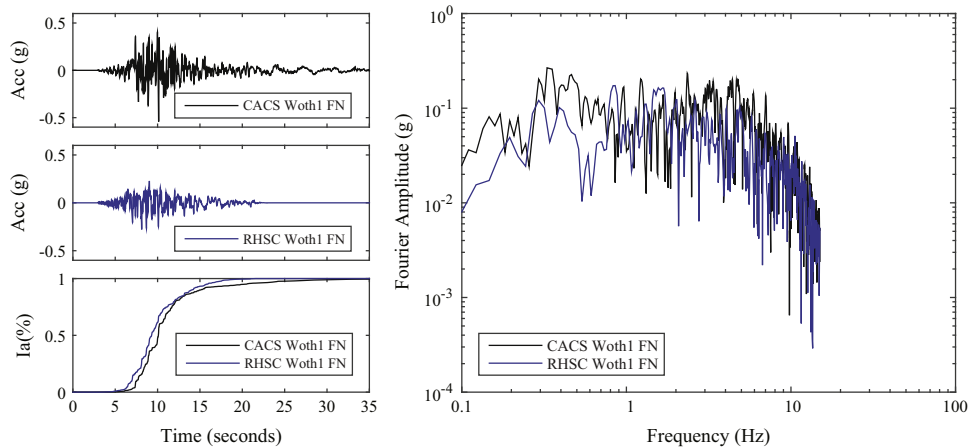 0.5
0
-0.5
Acc (g)
CACS Woth1 FN
0.5
0
-0.5
Acc (g)
RHSC Woth1 FN
1
0.5
0
Ia(%)
CACS Woth1 FN
RHSC Woth1 FN
0 5 10 15 20 25 30 35
Time (seconds)
10^0
10^-1
10^-2
10^-3
10^-4
Fourier Amplitude (g)
CACS Woth1 FN
RHSC Woth1 FN
0.1 1 10 100
Frequency (Hz)